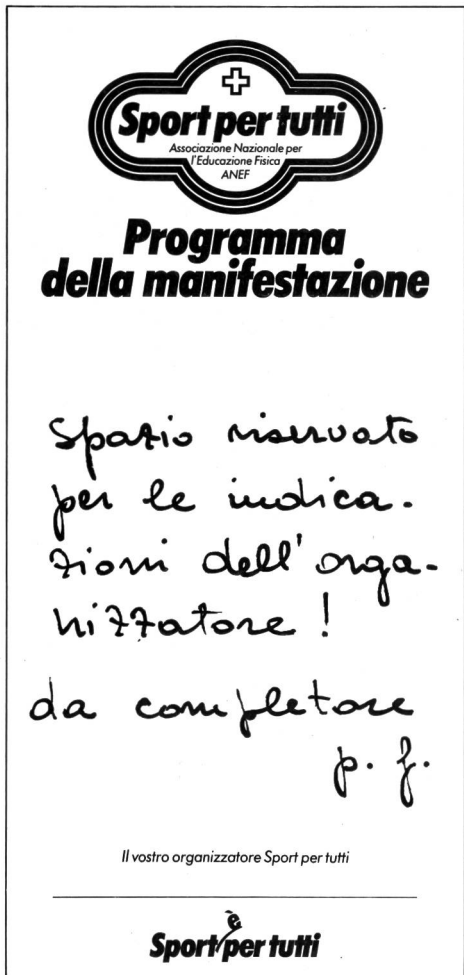 Sport per tutti
Associazione Nazionale per
l'Educazione Fisica
ANEF
Programma
della manifestazione
Spazio riservato
per le indica-
zioni dell'orga-
nizzatore !
da completare
p. f.
Il vostro organizzatore Sport per tutti
Sport è per tutti